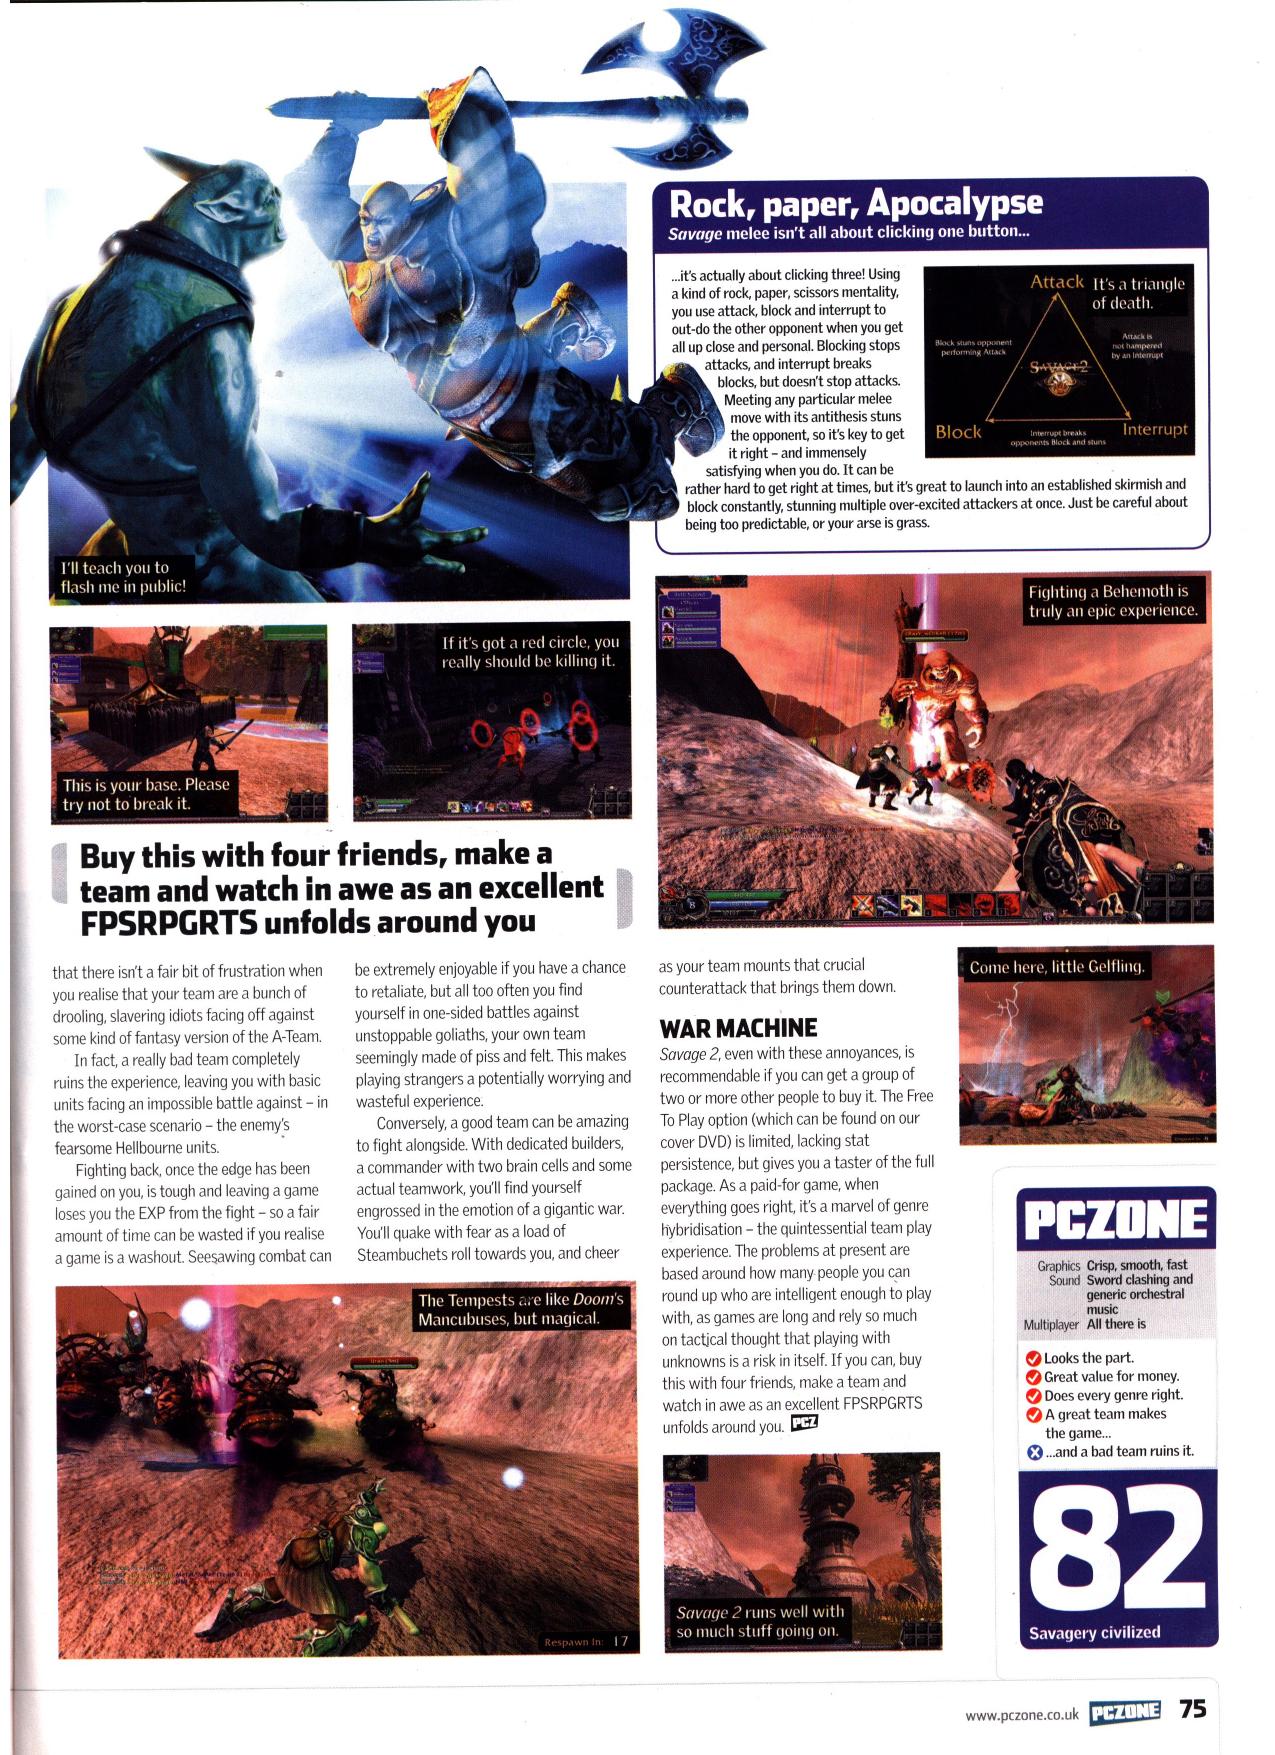 Rock, paper, Apocalypse
Savage melee isn't all about clicking one button...
...it's actually about clicking three! Using
a kind of rock, paper, scissors mentality,
you use attack, block and interrupt to
out-do the other opponent when you get
all up close and personal. Blocking stops
attacks, and interrupt breaks
blocks, but doesn't stop attacks.
Meeting any particular melee
move with its antithesis stuns
the opponent, so it's key to get
it right – and immensely
satisfying when you do. It can be
rather hard to get right at times, but it's great to launch into an established skirmish and
block constantly, stunning multiple over-excited attackers at once. Just be careful about
being too predictable, or your arse is grass.
Attack
It's a triangle
of death.
Block stuns opponent
performing Attack
Attack is
not hampered
by an Interrupt
SAVAGE 2
Block
Interrupt breaks
opponents Block and stuns
Interrupt
I'll teach you to
flash me in public!
This is your base. Please
try not to break it.
If it's got a red circle, you
really should be killing it.
Fighting a Behemoth is
truly an epic experience.
8
Buy this with four friends, make a
team and watch in awe as an excellent
FPSRPGRTS unfolds around you
that there isn't a fair bit of frustration when
you realise that your team are a bunch of
drooling, slavering idiots facing off against
some kind of fantasy version of the A-Team.
In fact, a really bad team completely
ruins the experience, leaving you with basic
units facing an impossible battle against – in
the worst-case scenario – the enemy's
fearsome Hellbourne units.
Fighting back, once the edge has been
gained on you, is tough and leaving a game
loses you the EXP from the fight – so a fair
amount of time can be wasted if you realise
a game is a washout. Seesawing combat can
be extremely enjoyable if you have a chance
to retaliate, but all too often you find
yourself in one-sided battles against
unstoppable goliaths, your own team
seemingly made of piss and felt. This makes
playing strangers a potentially worrying and
wasteful experience.
Conversely, a good team can be amazing
to fight alongside. With dedicated builders,
a commander with two brain cells and some
actual teamwork, you'll find yourself
engrossed in the emotion of a gigantic war.
You'll quake with fear as a load of
Steambuchets roll towards you, and cheer
as your team mounts that crucial
counterattack that brings them down.
WAR MACHINE
Savage 2, even with these annoyances, is
recommendable if you can get a group of
two or more other people to buy it. The Free
To Play option (which can be found on our
cover DVD) is limited, lacking stat
persistence, but gives you a taster of the full
package. As a paid-for game, when
everything goes right, it's a marvel of genre
hybridisation – the quintessential team play
experience. The problems at present are
based around how many people you can
round up who are intelligent enough to play
with, as games are long and rely so much
on tactical thought that playing with
unknowns is a risk in itself. If you can, buy
this with four friends, make a team and
watch in awe as an excellent FPSRPGRTS
unfolds around you. PCZ
Come here, little Gelfling.
The Tempests are like Doom's
Mancubuses, but magical.
Respawn In: 17
Savage 2 runs well with
so much stuff going on.
PCZONE
Graphics Crisp, smooth, fast
Sound Sword clashing and
generic orchestral
music
Multiplayer All there is
Looks the part.
Great value for money.
Does every genre right.
A great team makes
the game...
...and a bad team ruins it.
82
Savagery civilized
www.pczone.co.uk PCZONE 75